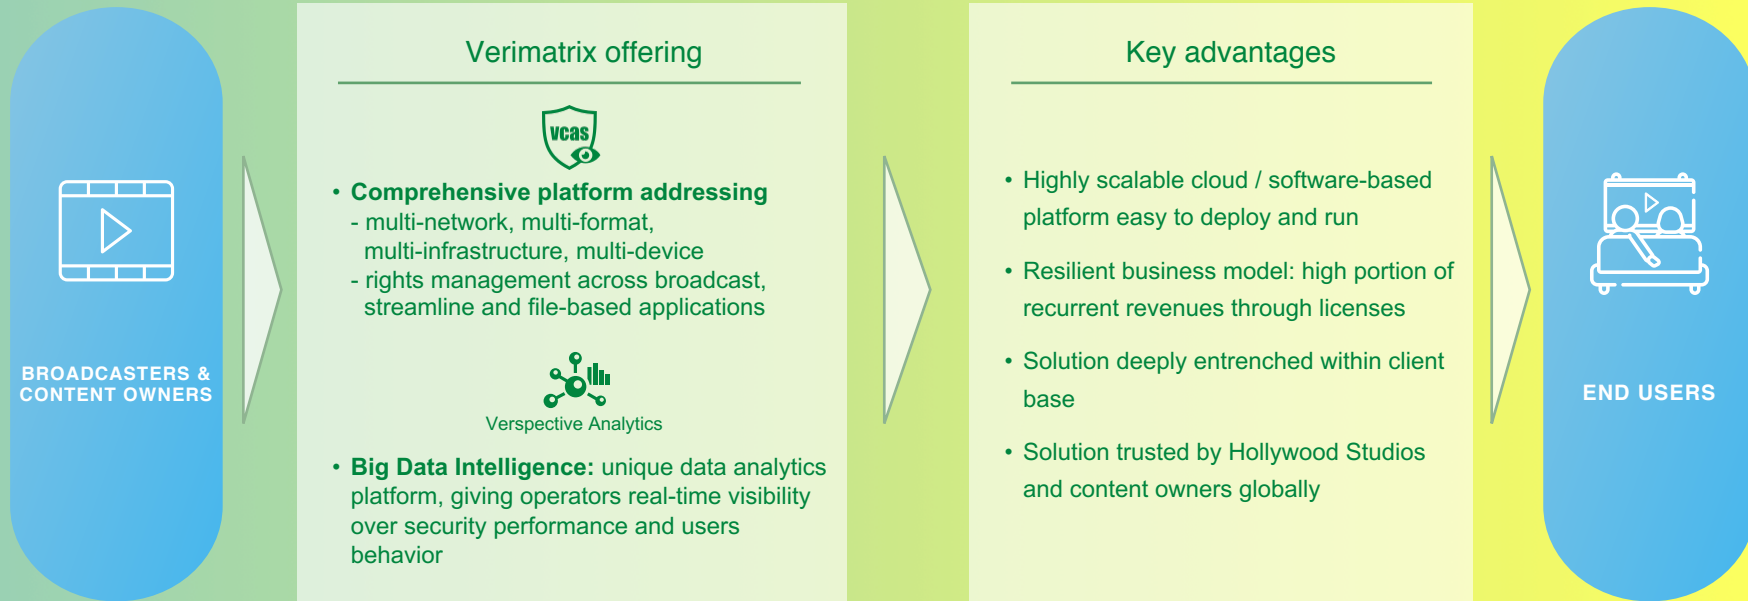 BROADCASTERS &
CONTENT OWNERS
Verimatrix offering
vcas
• Comprehensive platform addressing
- multi-network, multi-format,
multi-infrastructure, multi-device
- rights management across broadcast,
streamline and file-based applications
Verspective Analytics
• Big Data Intelligence: unique data analytics
platform, giving operators real-time visibility
over security performance and users
behavior
Key advantages
• Highly scalable cloud / software-based
platform easy to deploy and run
• Resilient business model: high portion of
recurrent revenues through licenses
• Solution deeply entrenched within client
base
• Solution trusted by Hollywood Studios
and content owners globally
END USERS